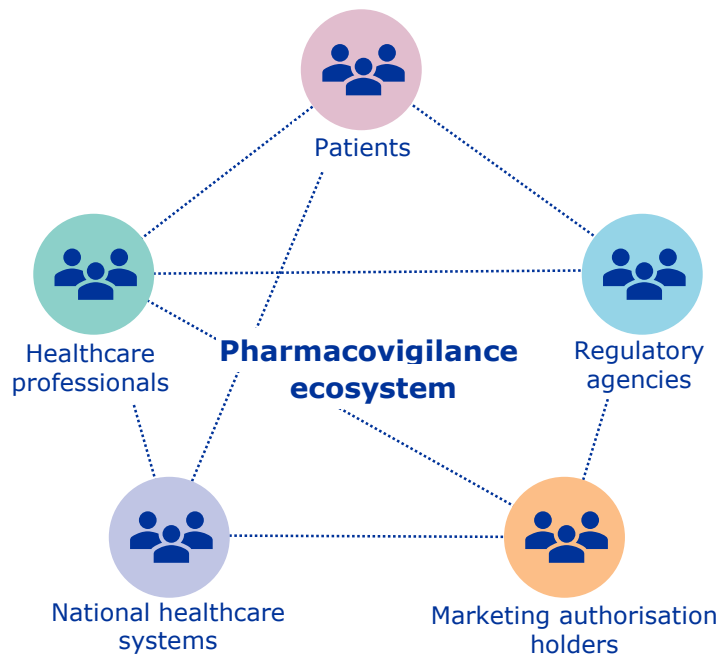 Patients
Healthcare
professionals
Pharmacovigilance
ecosystem
Regulatory
agencies
National healthcare
systems
Marketing authorisation
holders